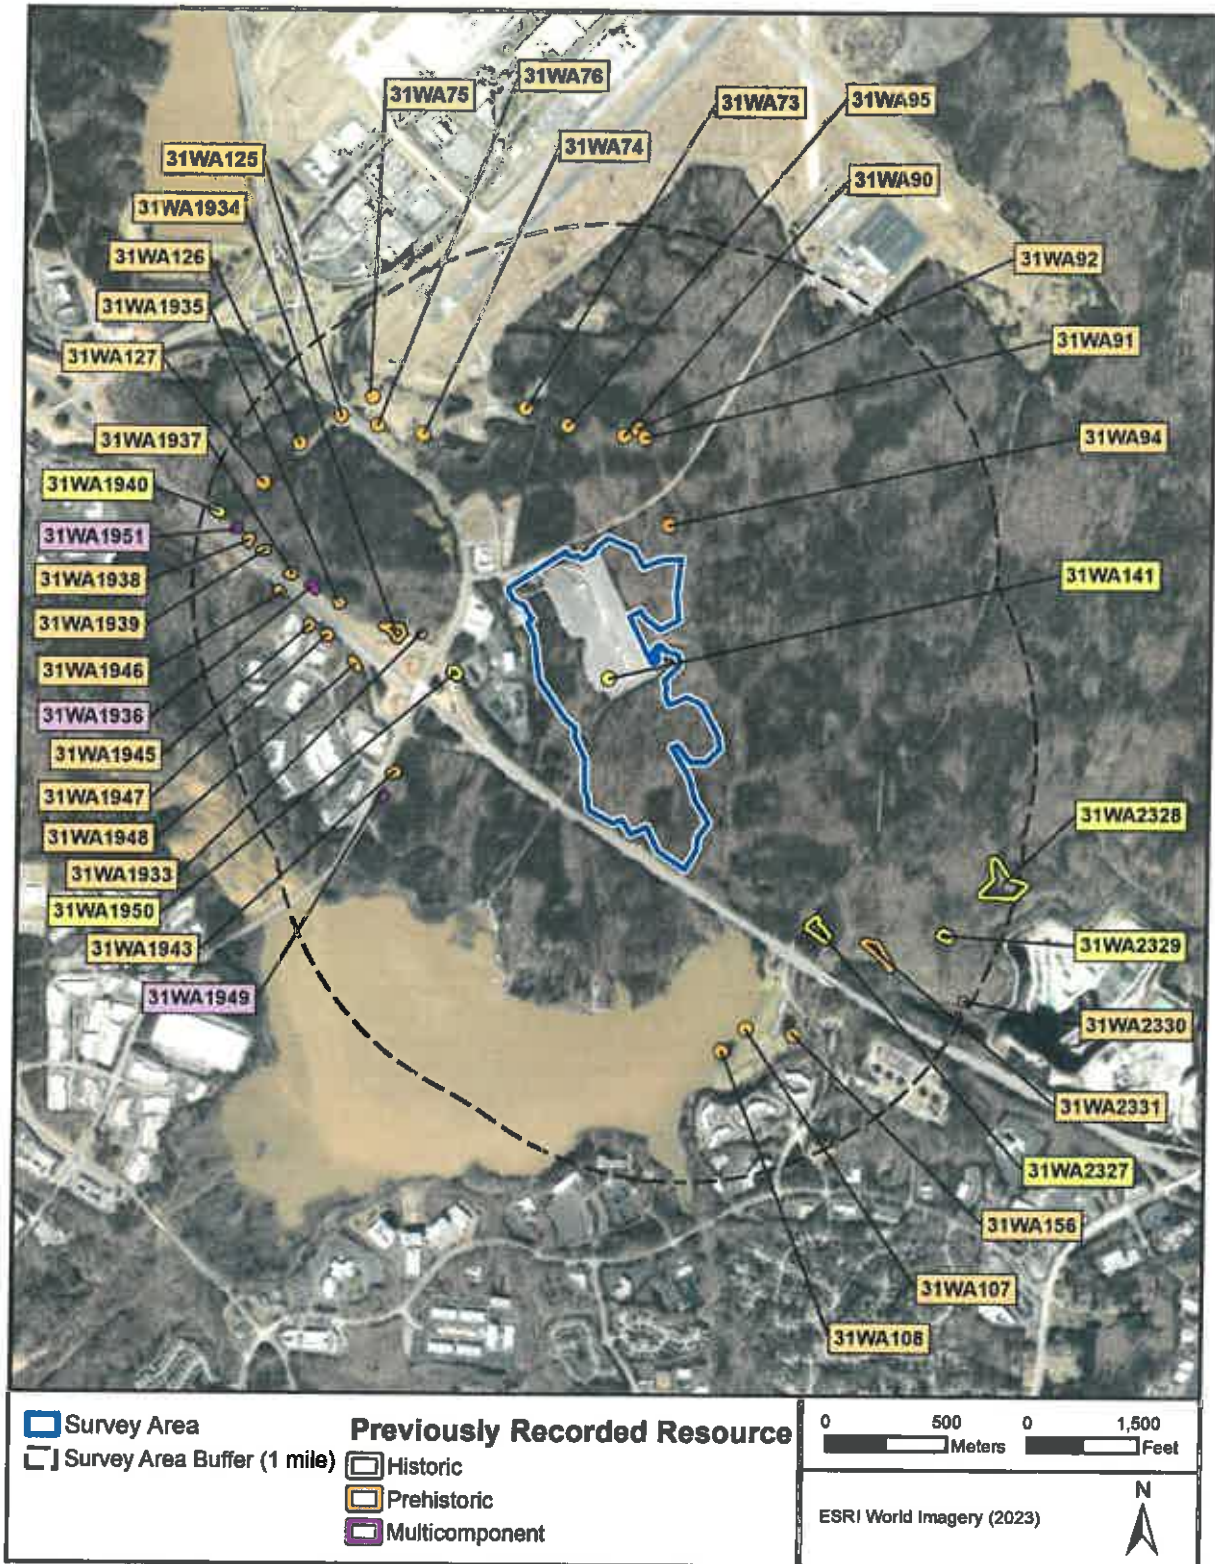 31WA76
31WA75
31WA73
31WA95
31WA74
31WA125
31WA90
31WA1934
31WA126
31WA92
31WA1935
31WA91
31WA127
31WA1937
31WA94
31WA1940
31WA1951
31WA1938
31WA141
31WA1939
31WA1946
31WA1936
31WA1945
31WA1947
31WA2328
31WA1948
31WA1933
31WA1950
31WA1943
31WA2329
31WA1949
31WA2330
31WA2331
31WA2327
31WA156
31WA107
31WA108
Survey Area
Survey Area Buffer (1 mile)
Previously Recorded Resource
Historic
Prehistoric
Multicomponent
0 500 Meters
0 1,500 Feet
ESRI World Imagery (2023)
N